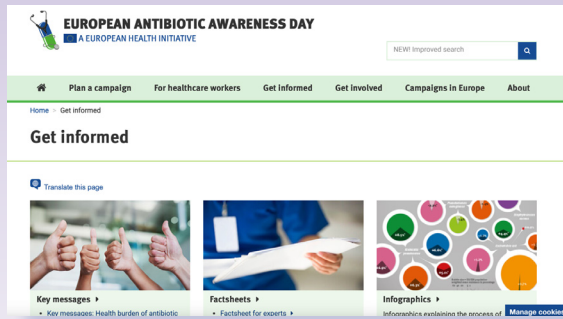 EUROPEAN ANTIBIOTIC AWARENESS DAY
A EUROPEAN HEALTH INITIATIVE
NEW! Improved search
Plan a campaign For healthcare workers Get informed Get involved Campaigns in Europe About
Home > Get informed
Get informed
Translate this page
Key messages
• Key messages: Health burden of antibiotic
Factsheets
• Factsheet for experts
Infographics
Infographics explaining the process of
Manage cookies